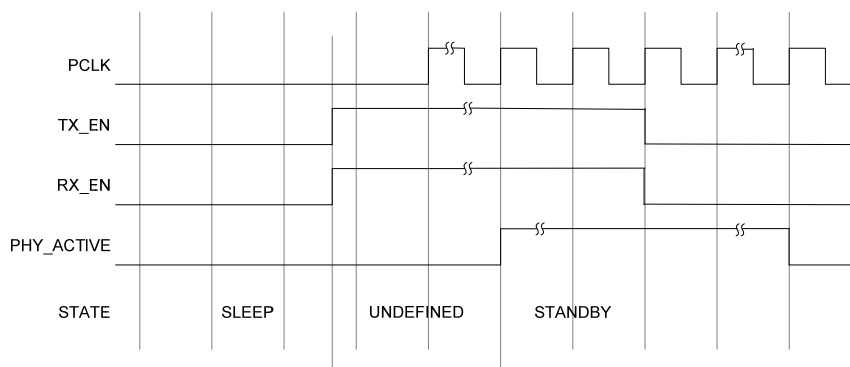 PCLK
TX_EN
RX_EN
PHY_ACTIVE
STATE SLEEP UNDEFINED STANDBY